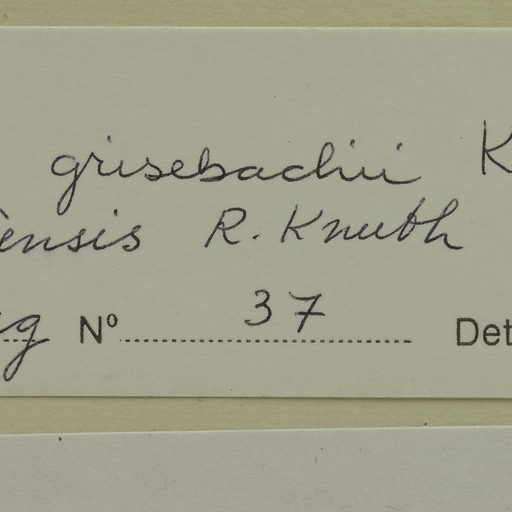 grisebachii K
ensis R. Knuth
g Nº 37 Det